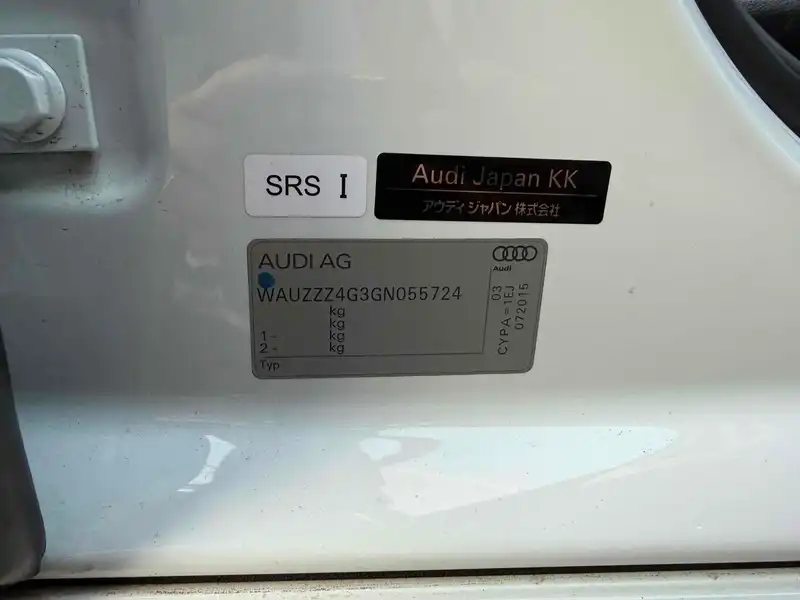 SRS I
Audi Japan KK
アウディ ジャパン 株式会社
AUDI AG
Audi
WAUZZZ4G3GN055724
kg
kg
1- kg
2- kg
Typ
03
CYPA=1EJ
072015